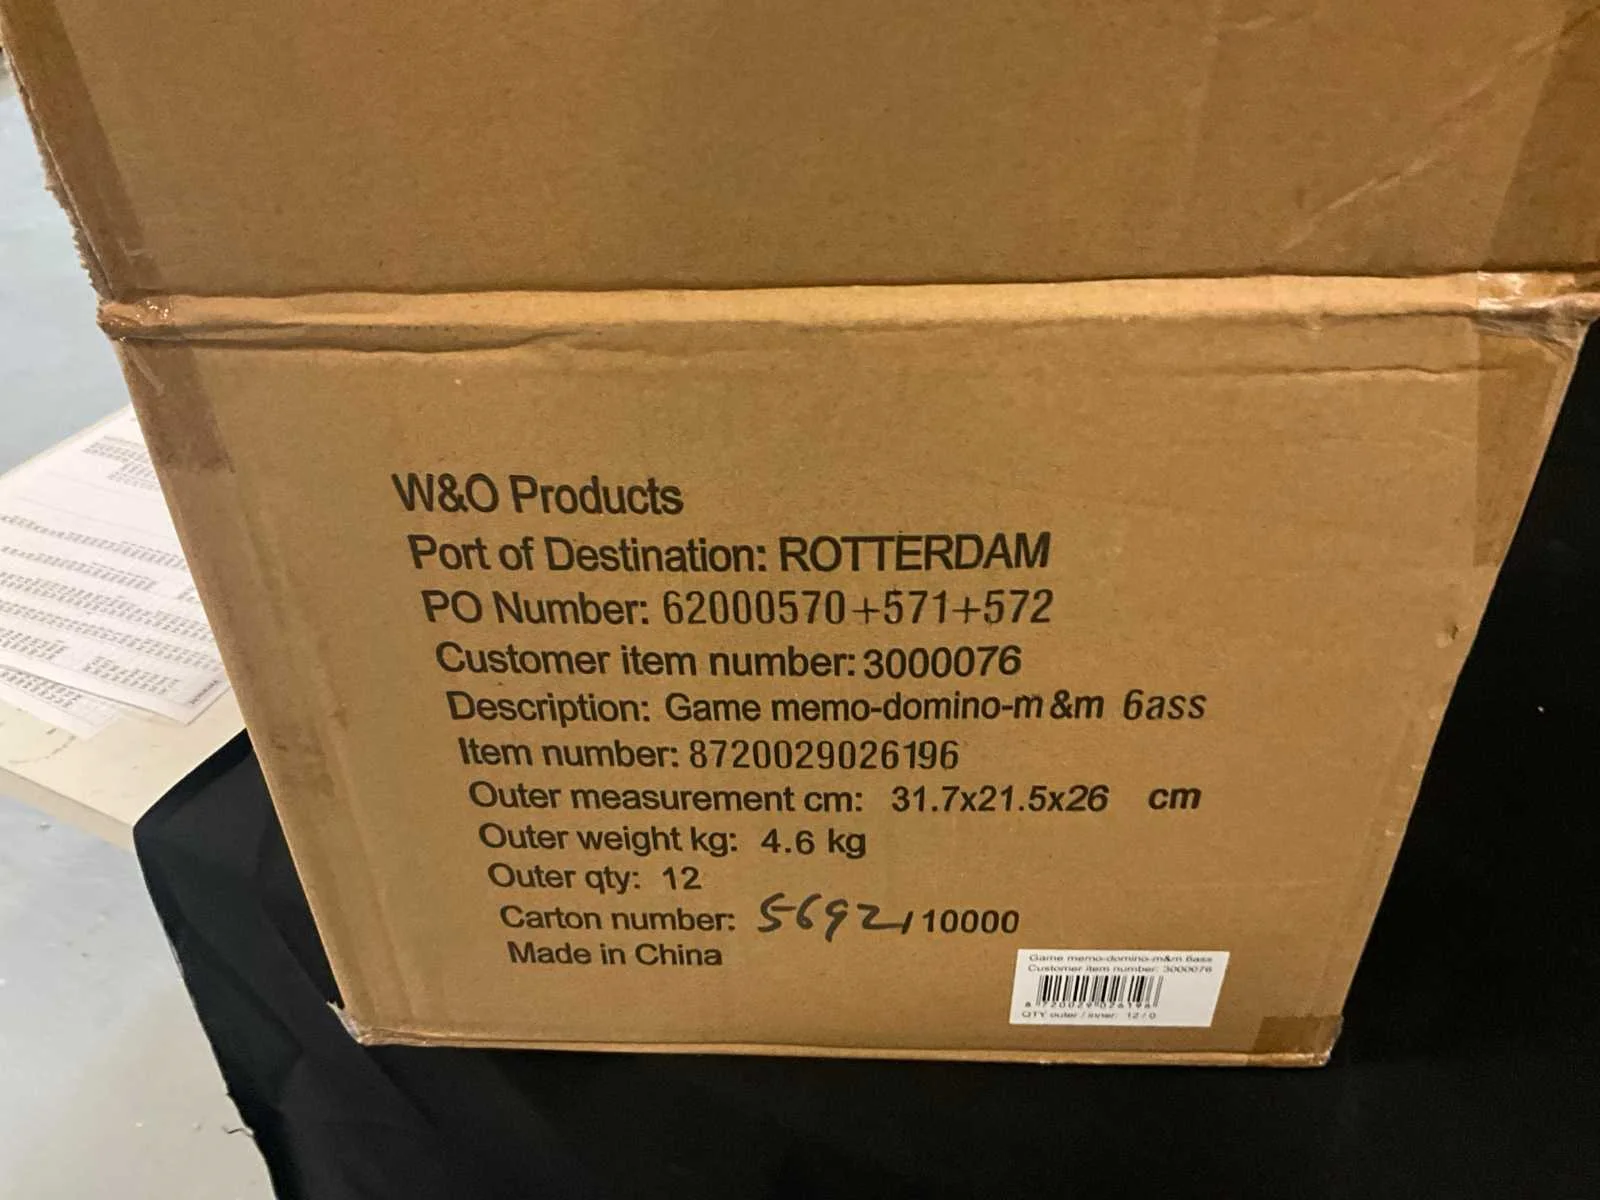 W&O Products
Port of Destination: ROTTERDAM
PO Number: 62000570+571+572
Customer item number: 3000076
Description: Game memo-domino-m&m 6ass
Item number: 8720029026196
Outer measurement cm: 31.7x21.5x26 cm
Outer weight kg: 4.6 kg
Outer qty: 12
Carton number: 5692/10000
Made in China
Game memo-domino-m&m 6ass
Customer item number: 3000076
8720029026196
QTY outer / inner: 12 / 0